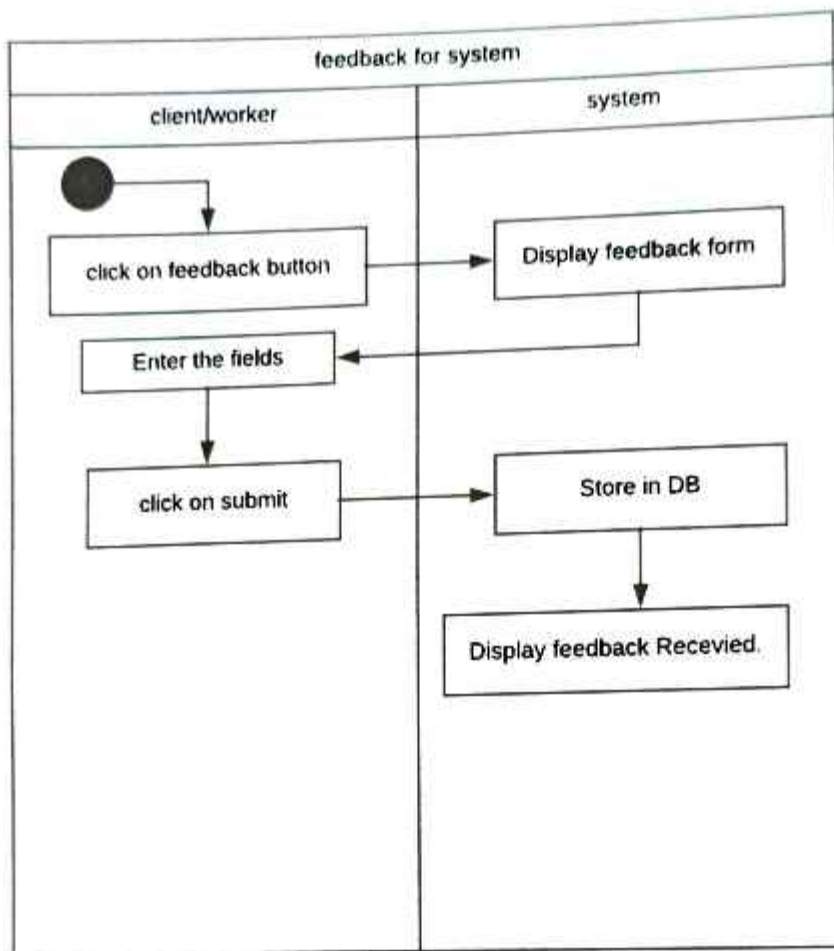 feedback for system
client/worker
system
click on feedback button
Display feedback form
Enter the fields
click on submit
Store in DB
Display feedback Recevied.